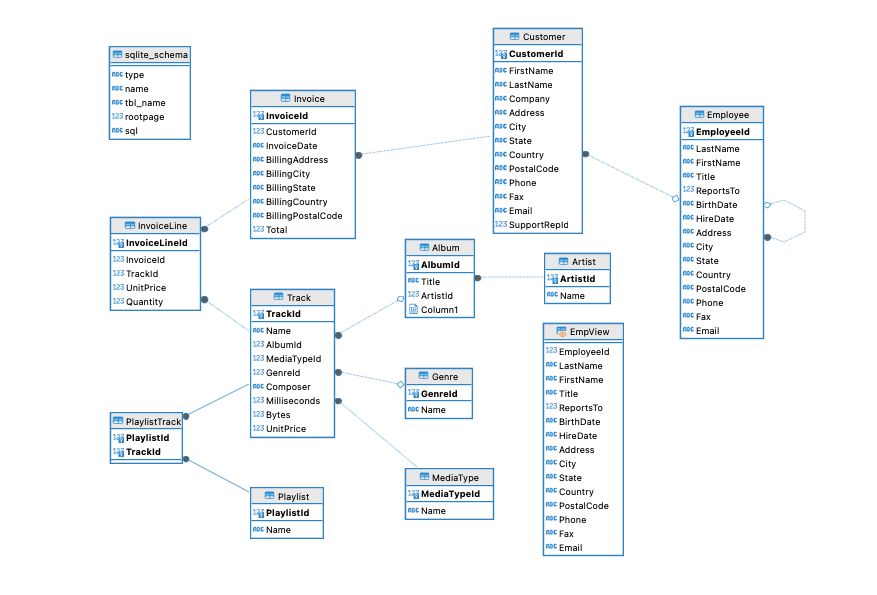 sqlite_schema
ABC type
ABC name
ABC tbl_name
123 rootpage
ABC sql
Invoice
123 InvoiceId
123 CustomerId
ABC InvoiceDate
ABC BillingAddress
ABC BillingCity
ABC BillingState
ABC BillingCountry
ABC BillingPostalCode
123 Total
Customer
123 CustomerId
ABC FirstName
ABC LastName
ABC Company
ABC Address
ABC City
ABC State
ABC Country
ABC PostalCode
ABC Phone
ABC Fax
ABC Email
123 SupportRepId
Employee
123 EmployeeId
ABC LastName
ABC FirstName
ABC Title
123 ReportsTo
ABC BirthDate
ABC HireDate
ABC Address
ABC City
ABC State
ABC Country
ABC PostalCode
ABC Phone
ABC Fax
ABC Email
InvoiceLine
123 InvoiceLineId
123 InvoiceId
123 TrackId
123 UnitPrice
123 Quantity
Track
123 TrackId
ABC Name
123 AlbumId
123 MediaTypeId
123 GenreId
ABC Composer
123 Milliseconds
123 Bytes
123 UnitPrice
Album
123 AlbumId
ABC Title
123 ArtistId
Column1
Artist
123 ArtistId
ABC Name
Genre
123 GenreId
ABC Name
EmpView
123 EmployeeId
ABC LastName
ABC FirstName
ABC Title
123 ReportsTo
ABC BirthDate
ABC HireDate
ABC Address
ABC City
ABC State
ABC Country
ABC PostalCode
ABC Phone
ABC Fax
ABC Email
PlaylistTrack
123 PlaylistId
123 TrackId
Playlist
123 PlaylistId
ABC Name
MediaType
123 MediaTypeId
ABC Name